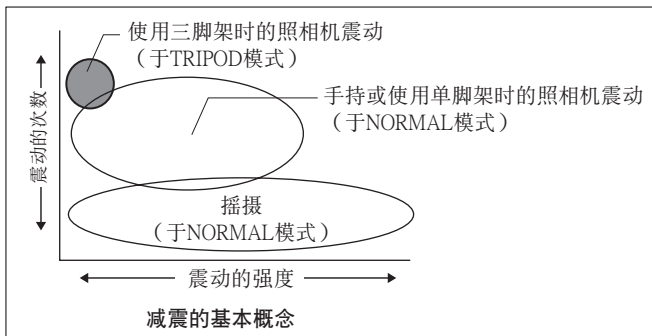 使用三脚架时的照相机震动
（于TRIPOD模式）
手持或使用单脚架时的照相机震动
（于NORMAL模式）
震动的次数
摇摄
（于NORMAL模式）
震动的强度
减震的基本概念